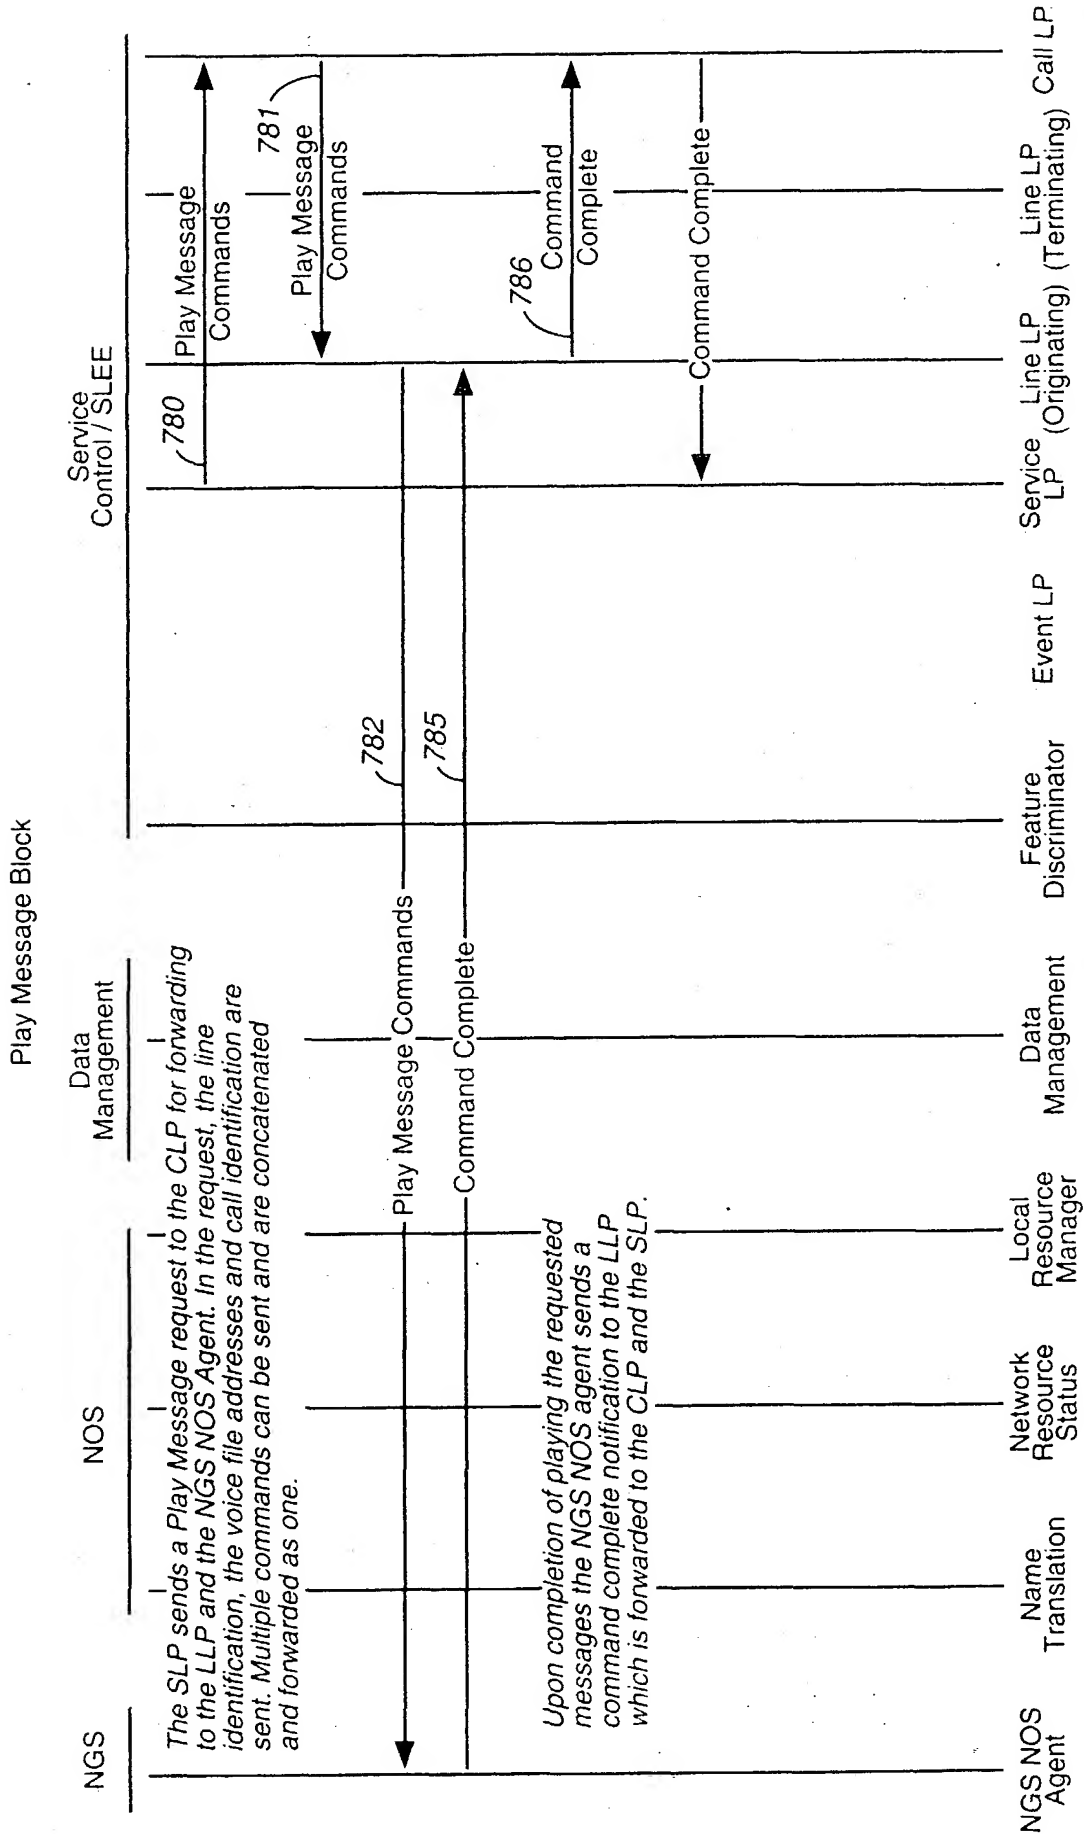 Play Message Block
NGS
NOS
Data
Management
Service
Control / SLEE
The SLP sends a Play Message request to the CLP for forwarding
to the LLP and the NGS NOS Agent. In the request, the line
identification, the voice file addresses and call identification are
sent. Multiple commands can be sent and are concatenated
and forwarded as one.
780
Play Message
Commands
781
Play Message
Commands
782
Play Message Commands
785
Command Complete
Upon completion of playing the requested
messages the NGS NOS agent sends a
command complete notification to the LLP
which is forwarded to the CLP and the SLP.
786
Command
Complete
Command Complete
NGS NOS
Agent
Name
Translation
Network
Resource
Status
Local
Resource
Manager
Data
Management
Feature
Discriminator
Event LP
Service
LP
Line LP
(Originating)
Line LP
(Terminating)
Call LP